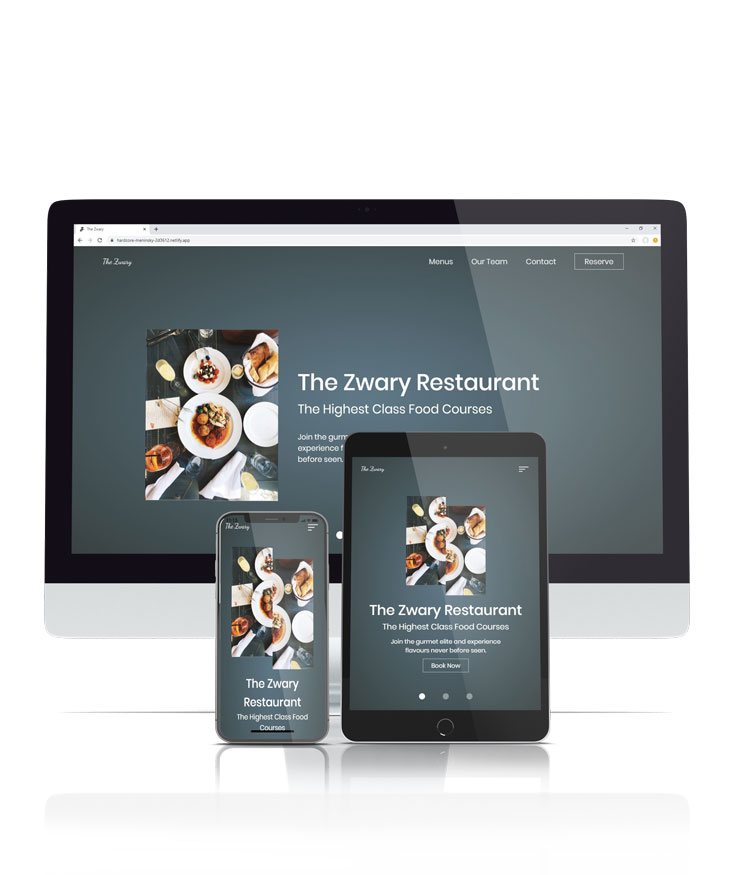 The Zwary
hardcore-meninsky-2d3612.netlify.app
The Zwary
Menus
Our Team
Contact
Reserve
The Zwary Restaurant
The Highest Class Food Courses
Join the gurm
experience f
before seen.
The Zwary
The Zwary Restaurant
The Highest Class Food Courses
Join the gurmet elite and experience
flavours never before seen.
Book Now
The Zwary
The Zwary
Restaurant
The Highest Class Food
Courses